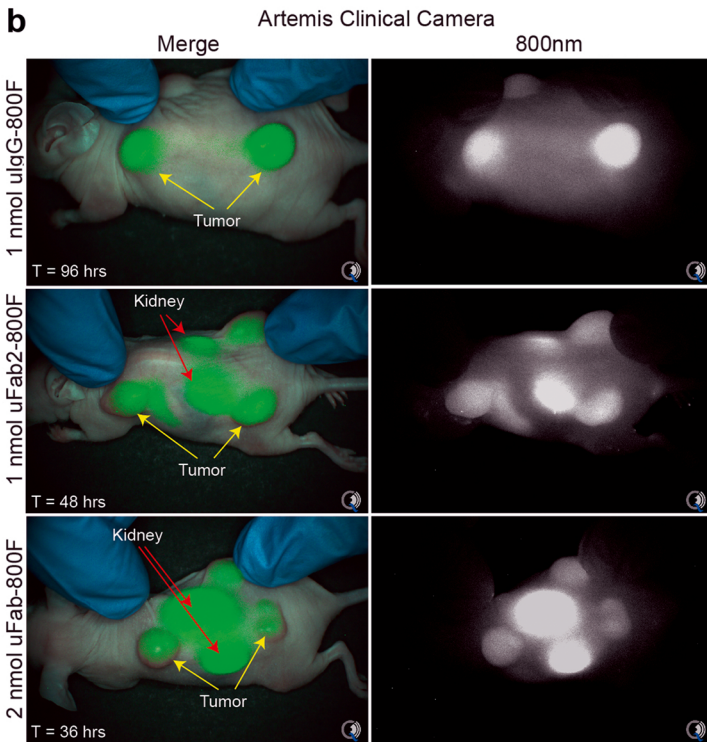 b
Artemis Clinical Camera
Merge
800nm
1 nmol uIgG-800F
Tumor
T = 96 hrs
1 nmol uFab2-800F
Kidney
Tumor
T = 48 hrs
2 nmol uFab-800F
Kidney
Tumor
T = 36 hrs